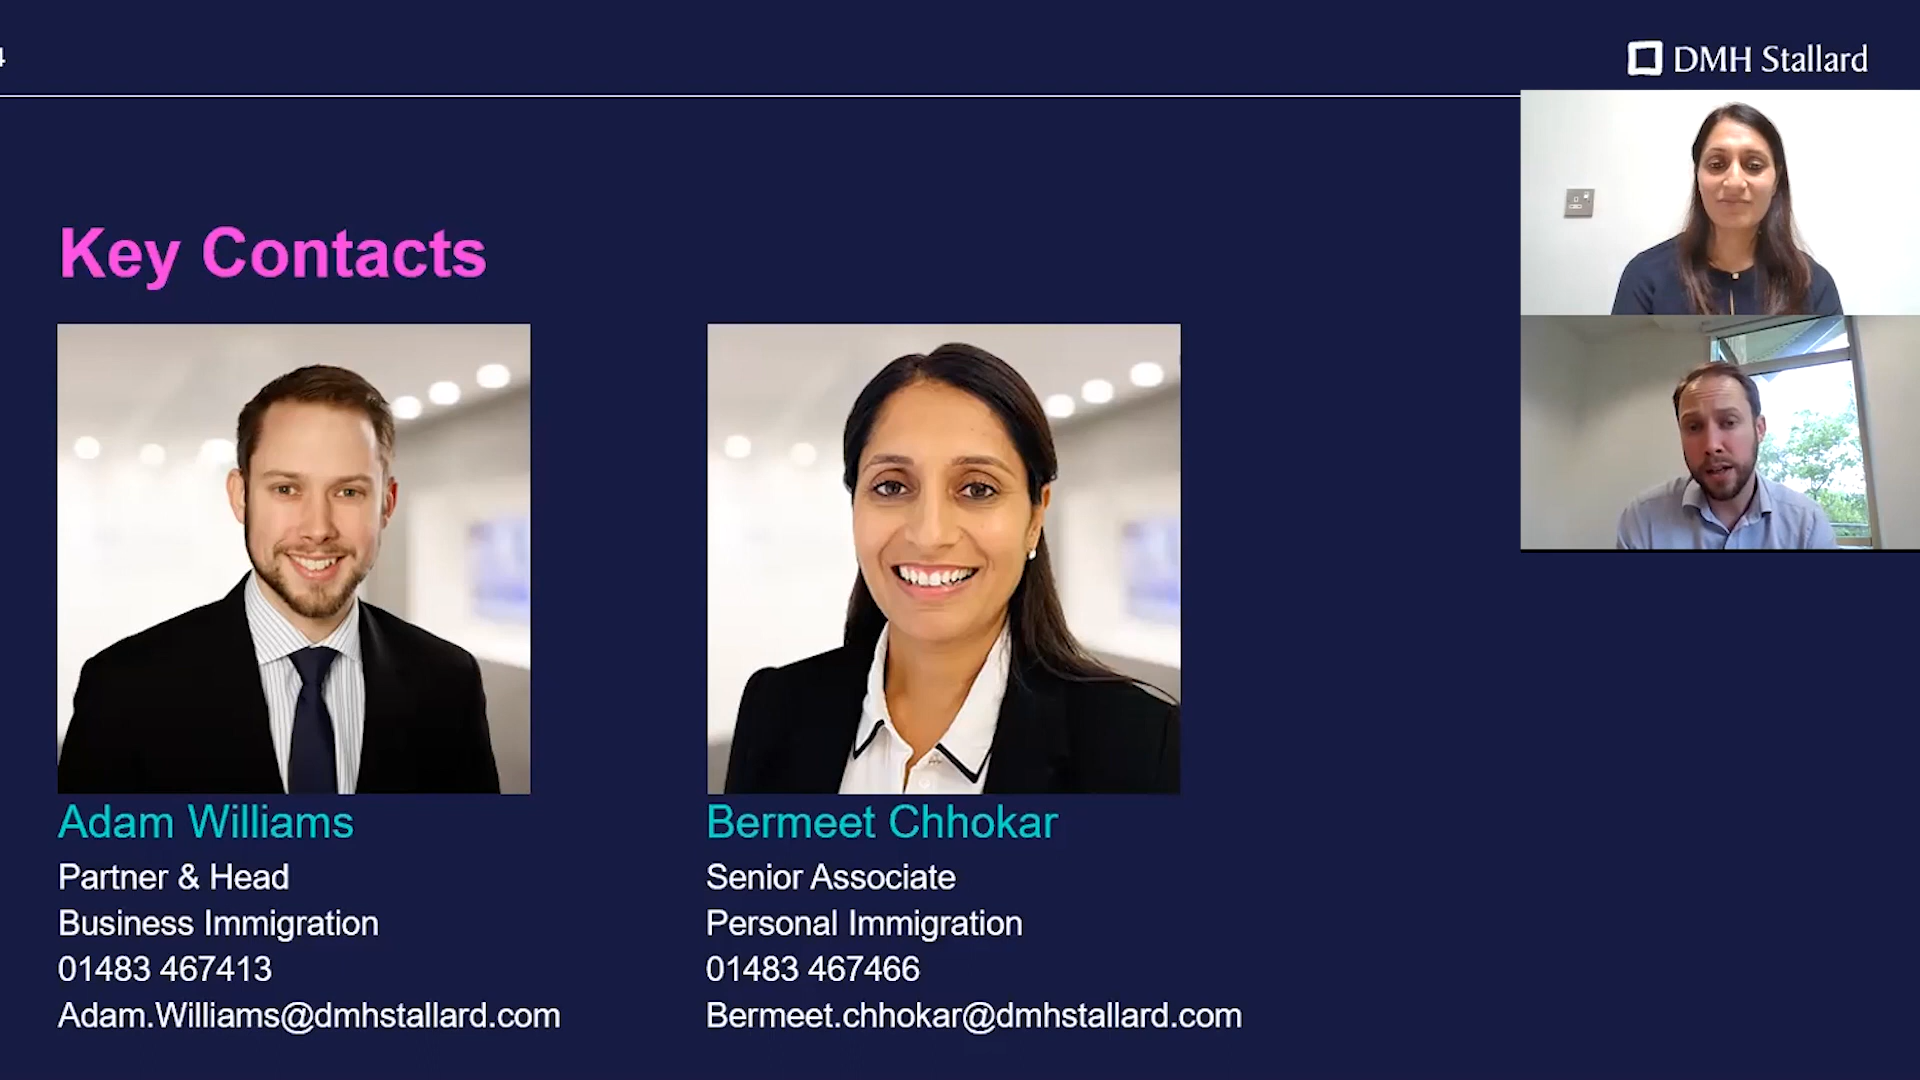 4
DMH Stallard
Key Contacts
Adam Williams
Partner & Head
Business Immigration
01483 467413
Adam.Williams@dmhstallard.com
Bermeet Chhokar
Senior Associate
Personal Immigration
01483 467466
Bermeet.chhokar@dmhstallard.com